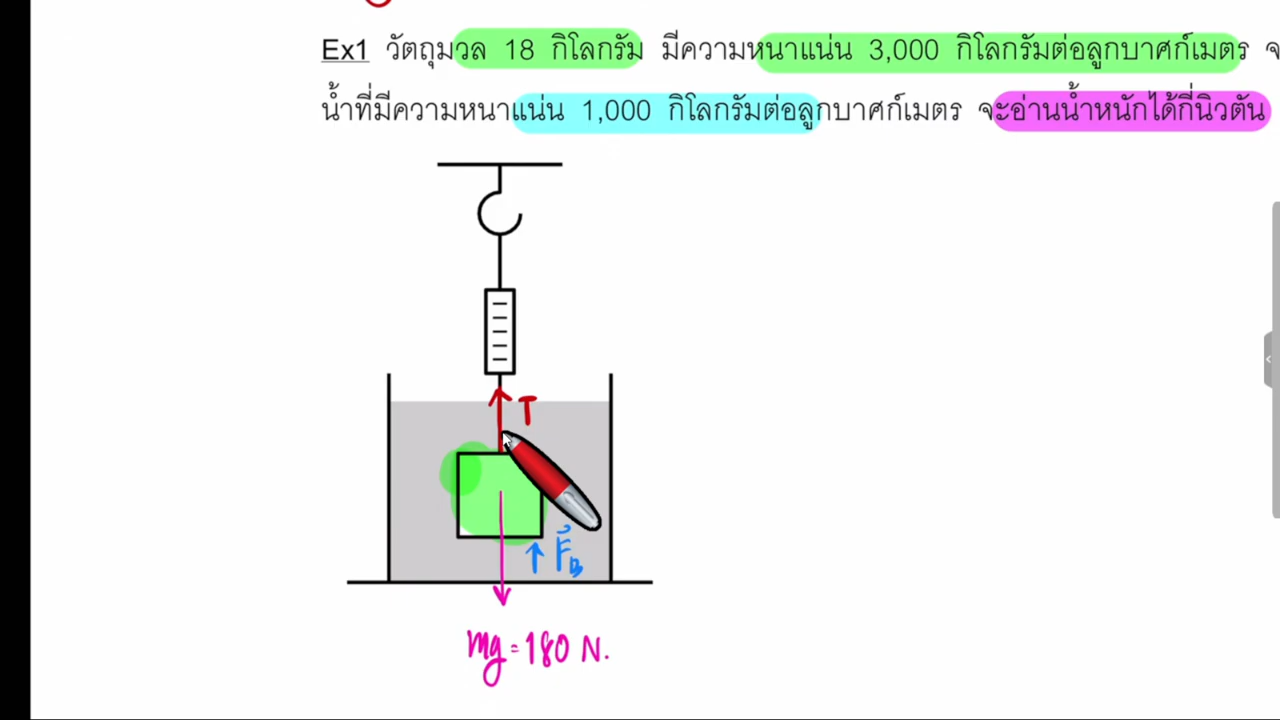 Ex1 วัตถุมวล 18 กิโลกรัม มีความหนาแน่น 3,000 กิโลกรัมต่อลูกบาศก์เมตร จ
น้ำที่มีความหนาแน่น 1,000 กิโลกรัมต่อลูกบาศก์เมตร จะอ่านน้ำหนักได้กี่นิวตัน
T
F_B
mg = 180 N.